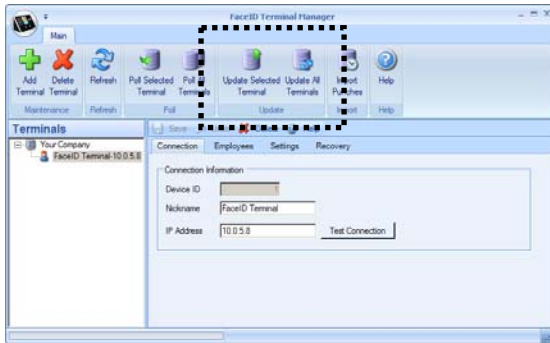 FaceID Terminal Manager
Main
Add Terminal
Delete Terminal
Refresh
Poll Selected Terminal
Poll All Terminals
Update Selected Terminal
Update All Terminals
Import Punches
Help
Maintenance
Refresh
Poll
Update
Import
Help
Terminals
Your Company
FaceID Terminal-10.0.5.8
Save
Connection
Employees
Settings
Recovery
Connection Information
Device ID
1
Nickname
FaceID Terminal
IP Address
10.0.5.8
Test Connection